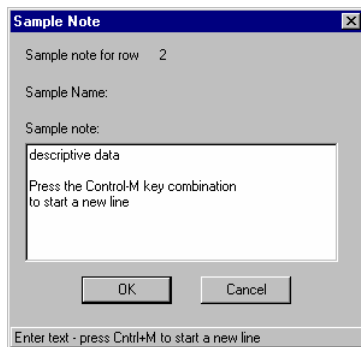 Sample Note
Sample note for row 2
Sample Name:
Sample note:
descriptive data
Press the Control-M key combination
to start a new line
OK Cancel
Enter text - press Cntrl+M to start a new line